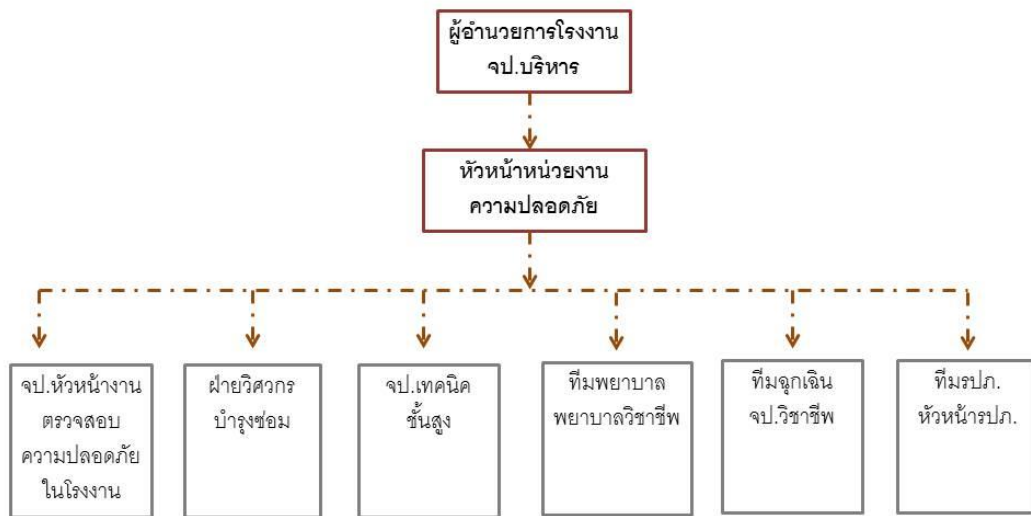 ผู้อำนวยการโรงงาน
จป.บริหาร
หัวหน้าหน่วยงาน
ความปลอดภัย
จป.หัวหน้างาน
ตรวจสอบ
ความปลอดภัย
ในโรงงาน
ฝ่ายวิศวกร
บำรุงซ่อม
จป.เทคนิค
ชั้นสูง
ทีมพยาบาล
พยาบาลวิชาชีพ
ทีมฉุกเฉิน
จป.วิชาชีพ
ทีมรปภ.
หัวหน้ารปภ.